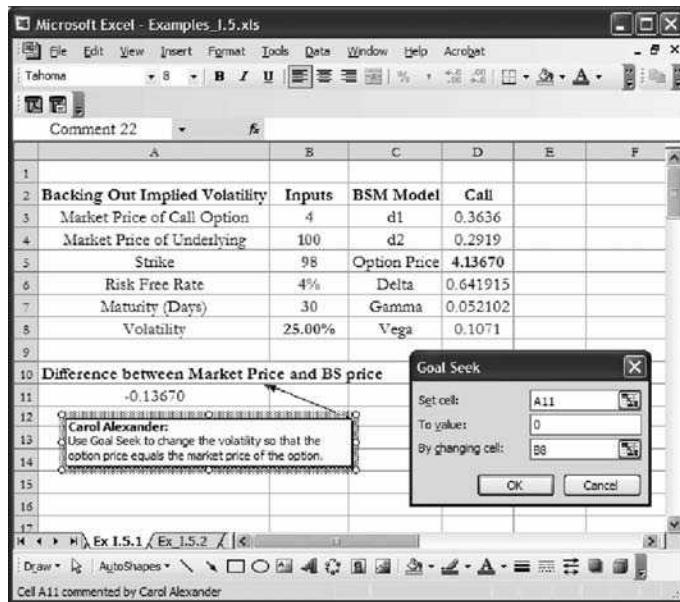 Microsoft Excel - Examples_I.5.xls
File Edit View Insert Format Tools Data Window Help Acrobat
Tahoma 8 B I U
Comment 22 fx
A B C D E F
1
2 Backing Out Implied Volatility Inputs BSM Model Call
3 Market Price of Call Option 4 d1 0.3636
4 Market Price of Underlying 100 d2 0.2919
5 Strike 98 Option Price 4.13670
6 Risk Free Rate 4% Delta 0.641915
7 Maturity (Days) 30 Gamma 0.052102
8 Volatility 25.00% Vega 0.1071
9
10 Difference between Market Price and BS price
11 -0.13670
12
Carol Alexander:
13 Use Goal Seek to change the volatility so that the
14 option price equals the market price of the option.
15
16
17
Goal Seek
Set cell: A11
To value: 0
By changing cell: B8
OK Cancel
Ex I.5.1 Ex_I.5.2
Draw AutoShapes
Cell A11 commented by Carol Alexander